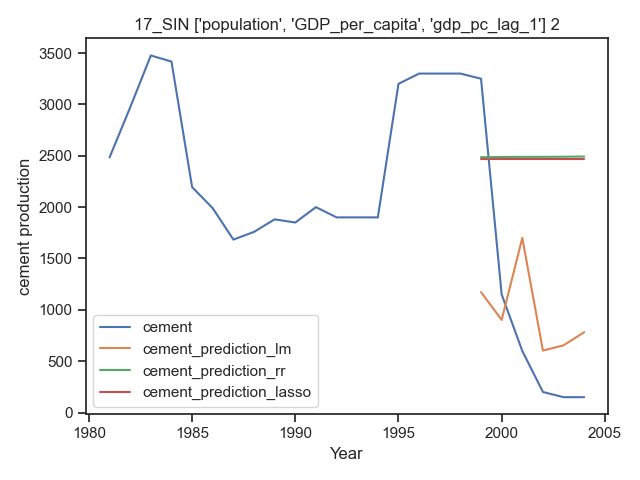 17_SIN ['population', 'GDP_per_capita', 'gdp_pc_lag_1'] 2
cement production
3500
3000
2500
2000
1500
1000
500
0
cement
cement_prediction_lm
cement_prediction_rr
cement_prediction_lasso
1980 1985 1990 1995 2000 2005
Year